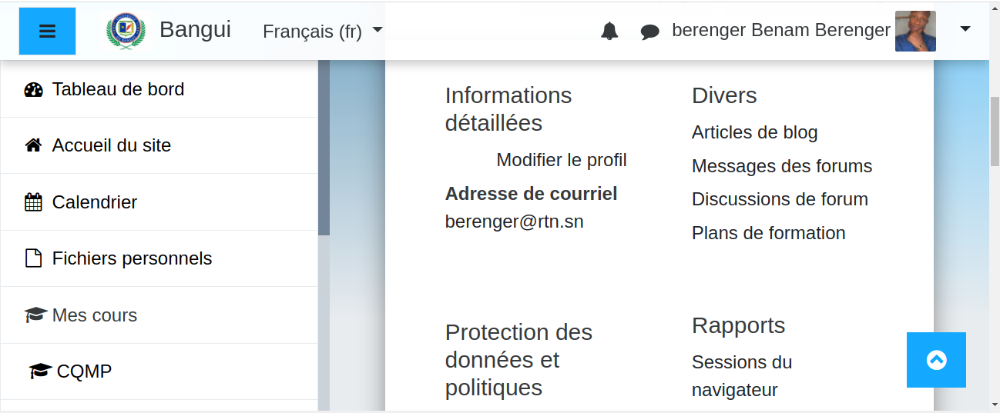 Bangui
Français (fr)
berenger Benam Berenger
Tableau de bord
Accueil du site
Calendrier
Fichiers personnels
Mes cours
CQMP
Informations
détaillées
Modifier le profil
Adresse de courriel
berenger@rtn.sn
Protection des
données et
politiques
Divers
Articles de blog
Messages des forums
Discussions de forum
Plans de formation
Rapports
Sessions du
navigateur